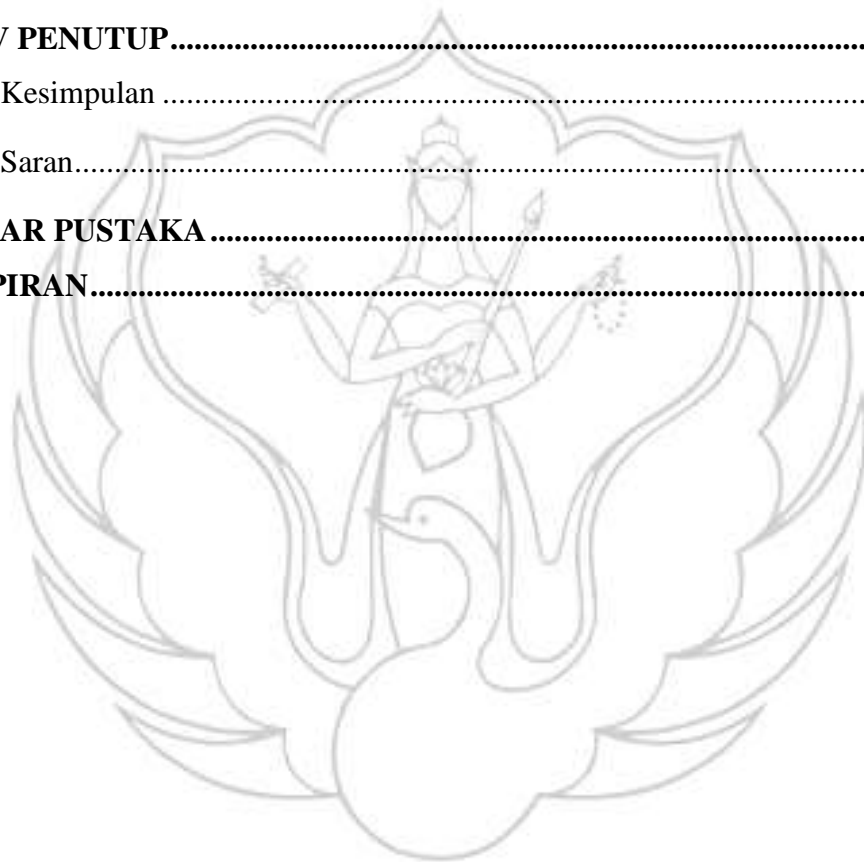 V PENUTUP................................................................................................
Kesimpulan ................................................................................................
Saran................................................................................................
AR PUSTAKA ................................................................................................
PIRAN................................................................................................